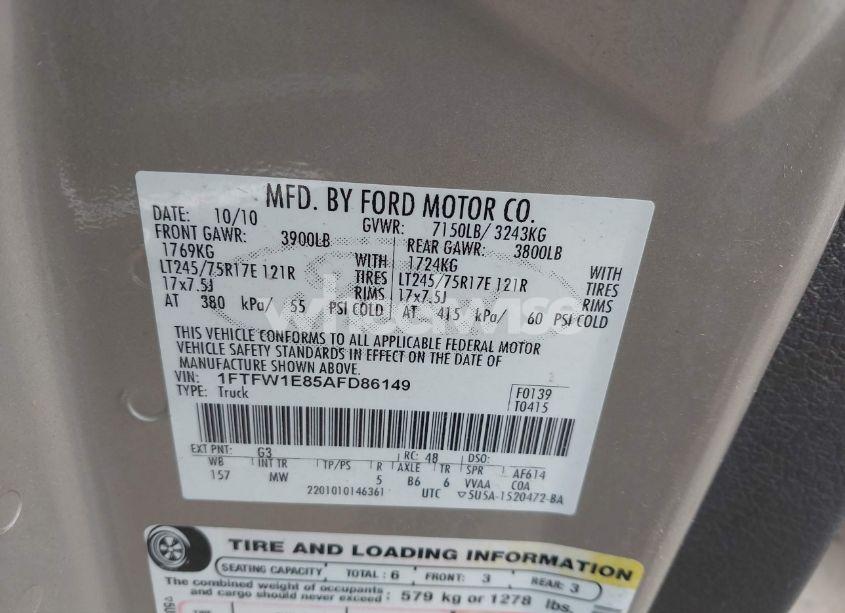 MFD. BY FORD MOTOR CO.
DATE: 10/10 GVWR: 7150LB/ 3243KG
FRONT GAWR: 3900LB REAR GAWR: 3800LB
1769KG WITH 1724KG WITH
LT245/75R17E 121R TIRES LT245/75R17E 121R TIRES
17x7.5J RIMS 17x7.5J RIMS
AT 380 kPa/ 55 PSI COLD AT 415 kPa/ 60 PSI COLD
THIS VEHICLE CONFORMS TO ALL APPLICABLE FEDERAL MOTOR
VEHICLE SAFETY STANDARDS IN EFFECT ON THE DATE OF
MANUFACTURE SHOWN ABOVE.
VIN: 1FTFW1E85AFD86149
TYPE: Truck
F0139
T0415
EXT PNT: G3 RC: 48 DSO:
WB INT TR TP/PS R AXLE TR SPR AF614
157 MW 5 B6 6 VVAA COA
2201010146361 UTC ▽5U5A-1520472-BA
TIRE AND LOADING INFORMATION
SEATING CAPACITY TOTAL: 6 FRONT: 3 REAR: 3
The combined weight of occupants
and cargo should never exceed: 579 kg or 1278 lbs.